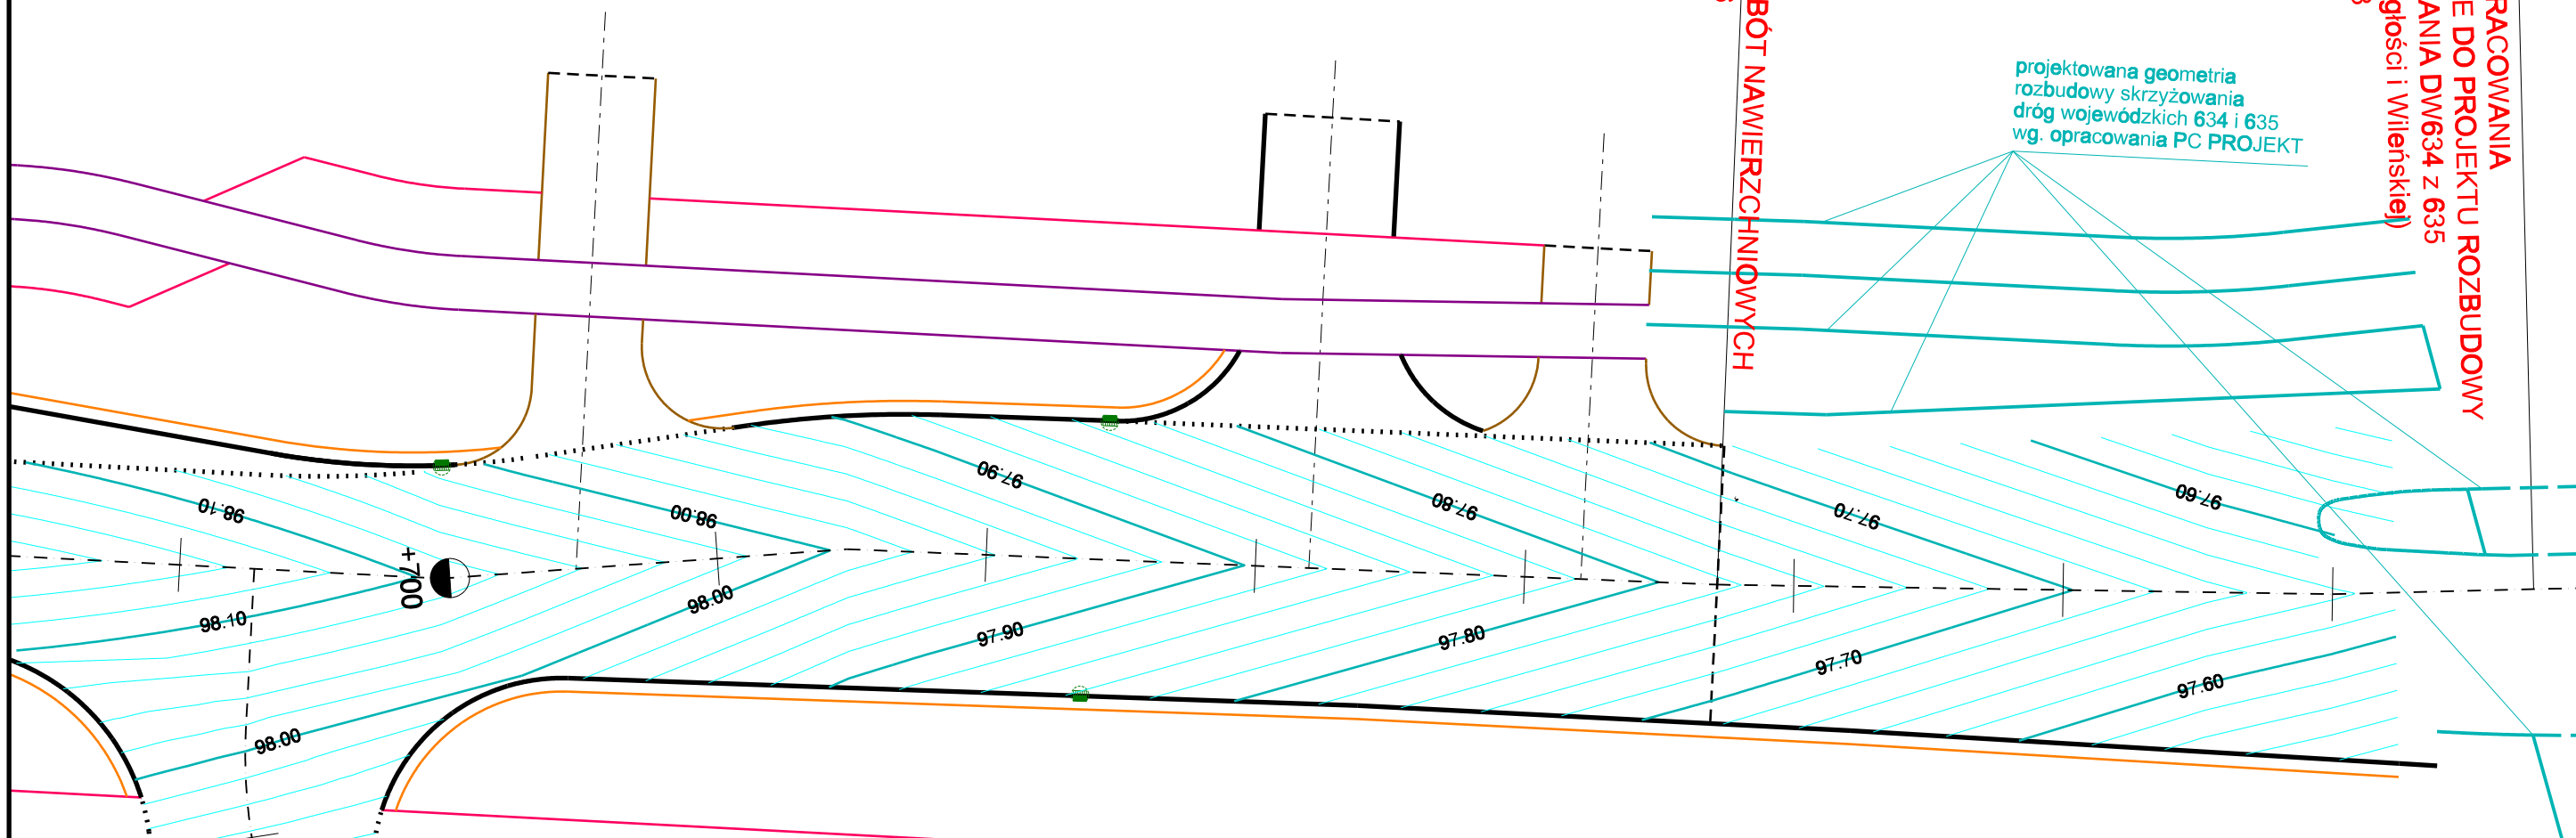 BÓT NAWIERZCHNIOWYCH
projektowana geometria
rozbudowy skrzyżowania
dróg wojewódzkich 634 i 635
wg. opracowania PC PROJEKT
RACOWANIA
E DO PROJEKTU ROZBUDOWY
ANIA DW634 z 635
głości i Wileńskiej)
98.10
98.00
97.90
97.80
97.70
97.60
+700
98.10
98.00
97.90
97.80
97.70
97.60
98.00